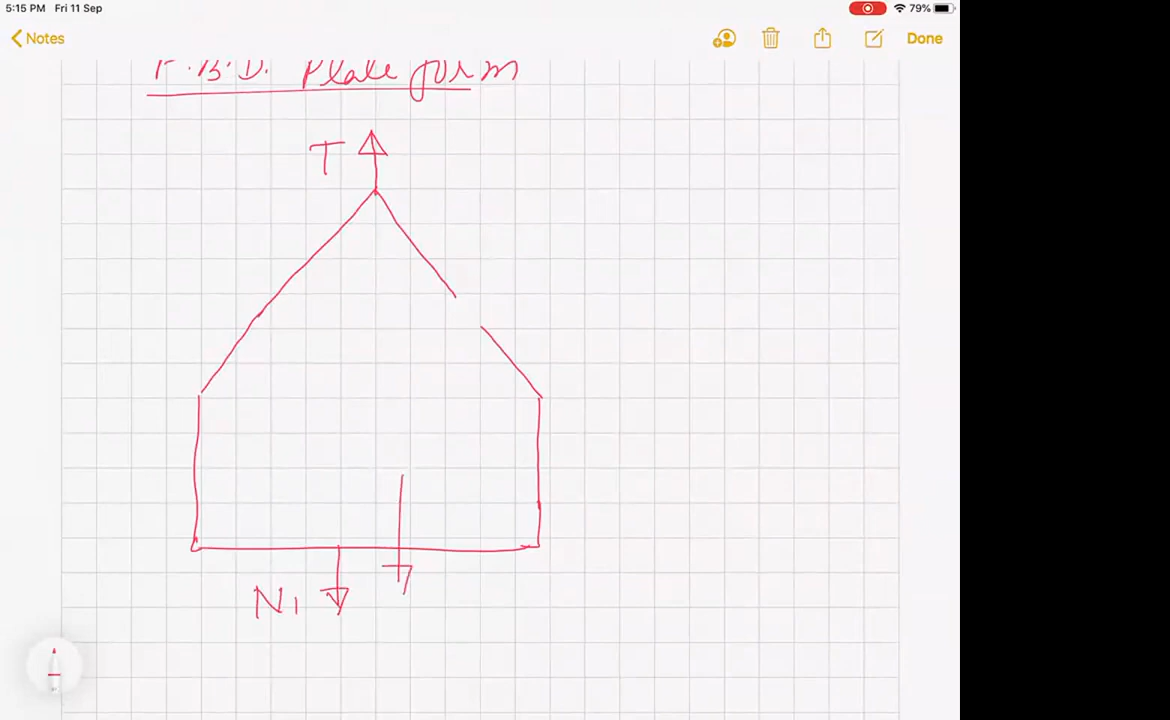 5:15 PM Fri 11 Sep
79%
Notes
Done
F.B.D. Plate form
T
N1